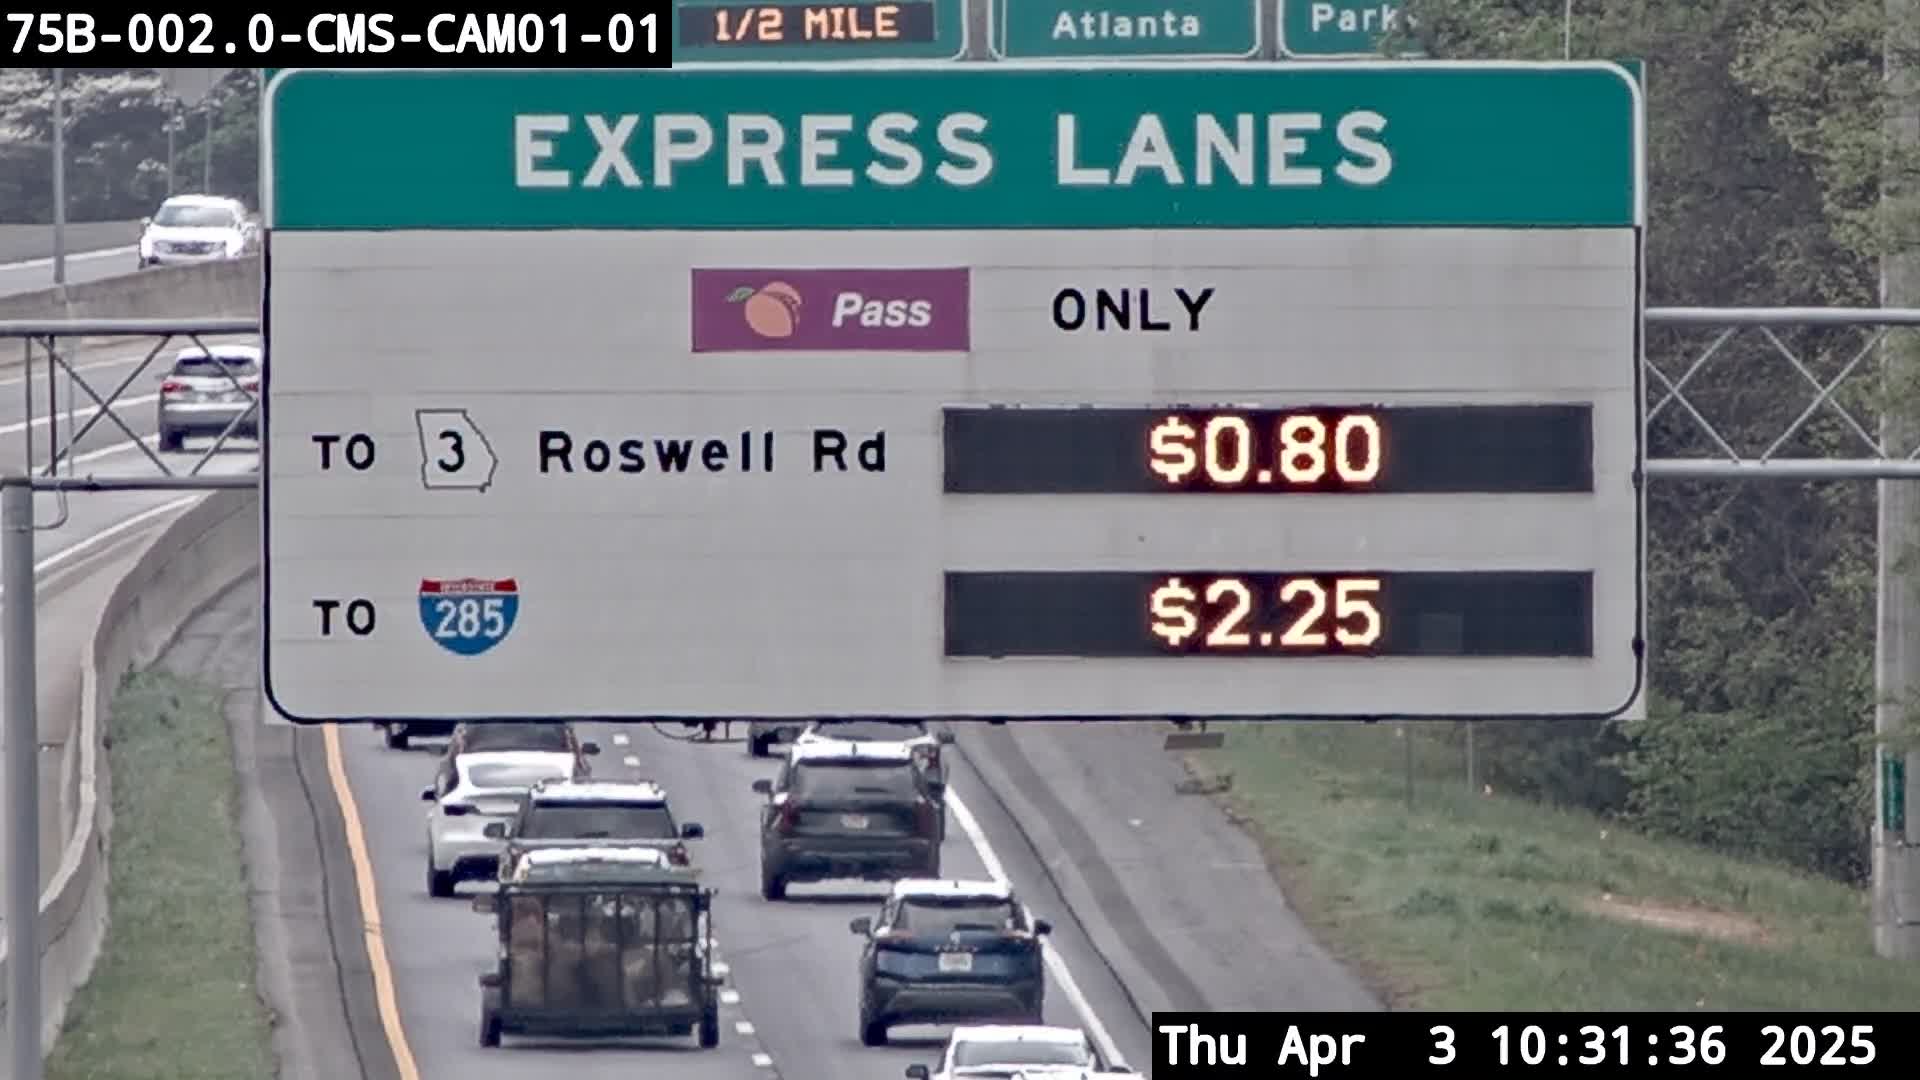 75B-002.0-CMS-CAM01-01
1/2 MILE
Atlanta
Park
EXPRESS LANES
Pass ONLY
TO 3 Roswell Rd $0.80
TO 285 $2.25
Thu Apr 3 10:31:36 2025